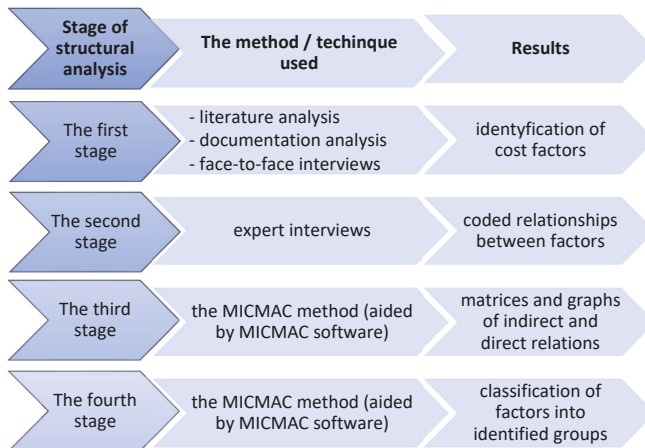 Stage of
structural
analysis
The method / techinque
used
Results
The first
stage
- literature analysis
- documentation analysis
- face-to-face interviews
identyfication of
cost factors
The second
stage
expert interviews
coded relationships
between factors
The third
stage
the MICMAC method (aided
by MICMAC software)
matrices and graphs
of indirect and
direct relations
The fourth
stage
the MICMAC method (aided
by MICMAC software)
classification of
factors into
identified groups